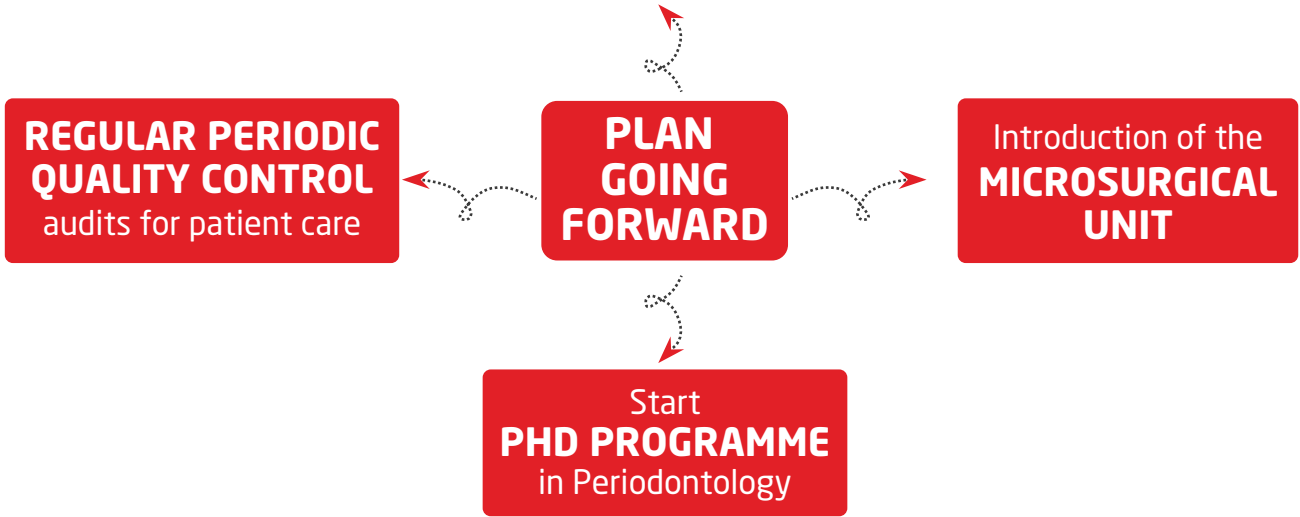 REGULAR PERIODIC
QUALITY CONTROL
audits for patient care
PLAN
GOING
FORWARD
Introduction of the
MICROSURGICAL
UNIT
Start
PHD PROGRAMME
in Periodontology